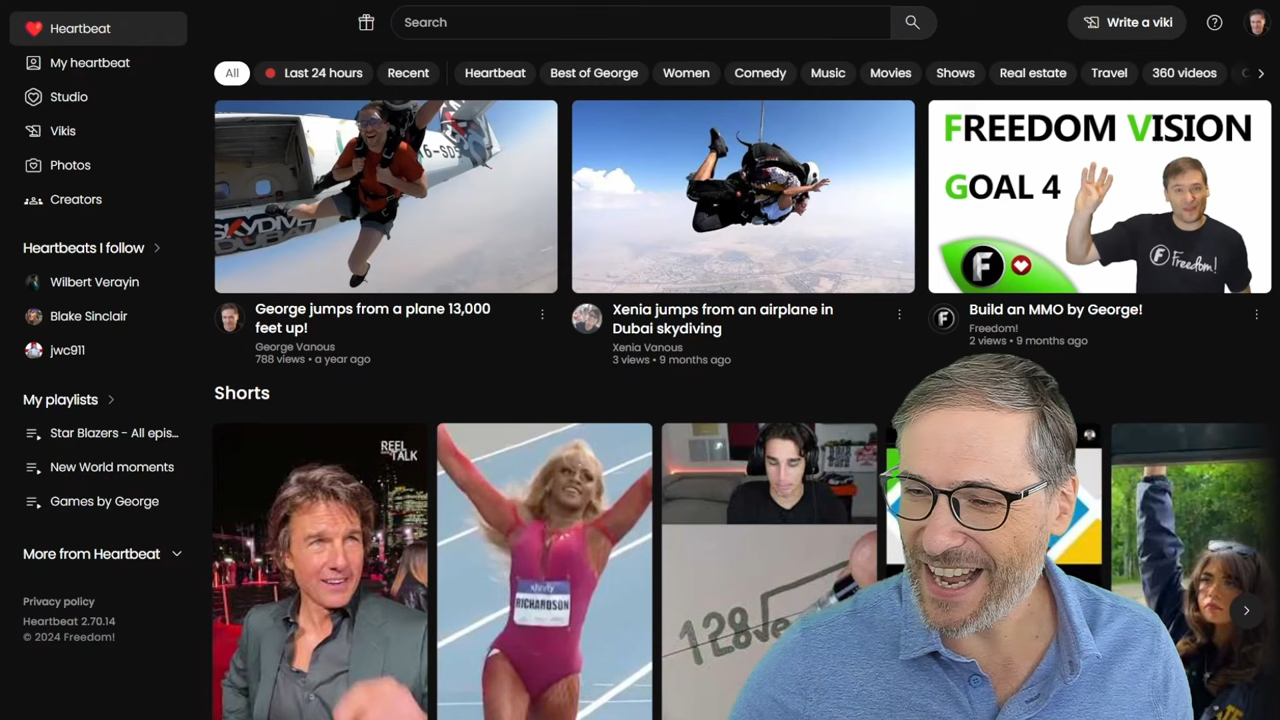 Heartbeat
My heartbeat
Studio
Vikis
Photos
Creators
Heartbeats I follow
Wilbert Verayin
Blake Sinclair
jwc911
My playlists
Star Blazers - All epis...
New World moments
Games by George
More from Heartbeat
Privacy policy
Heartbeat 2.70.14
© 2024 Freedom!
Search
Write a viki
All
Last 24 hours
Recent
Heartbeat
Best of George
Women
Comedy
Music
Movies
Shows
Real estate
Travel
360 videos
SKYDIVE
DUBAI
George jumps from a plane 13,000
feet up!
George Vanous
788 views • a year ago
Xenia jumps from an airplane in
Dubai skydiving
Xenia Vanous
3 views • 9 months ago
FREEDOM VISION
GOAL 4
F
F Freedom!
Build an MMO by George!
Freedom!
2 views • 9 months ago
Shorts
REEL
TALK
xfinity
RICHARDSON
128√e